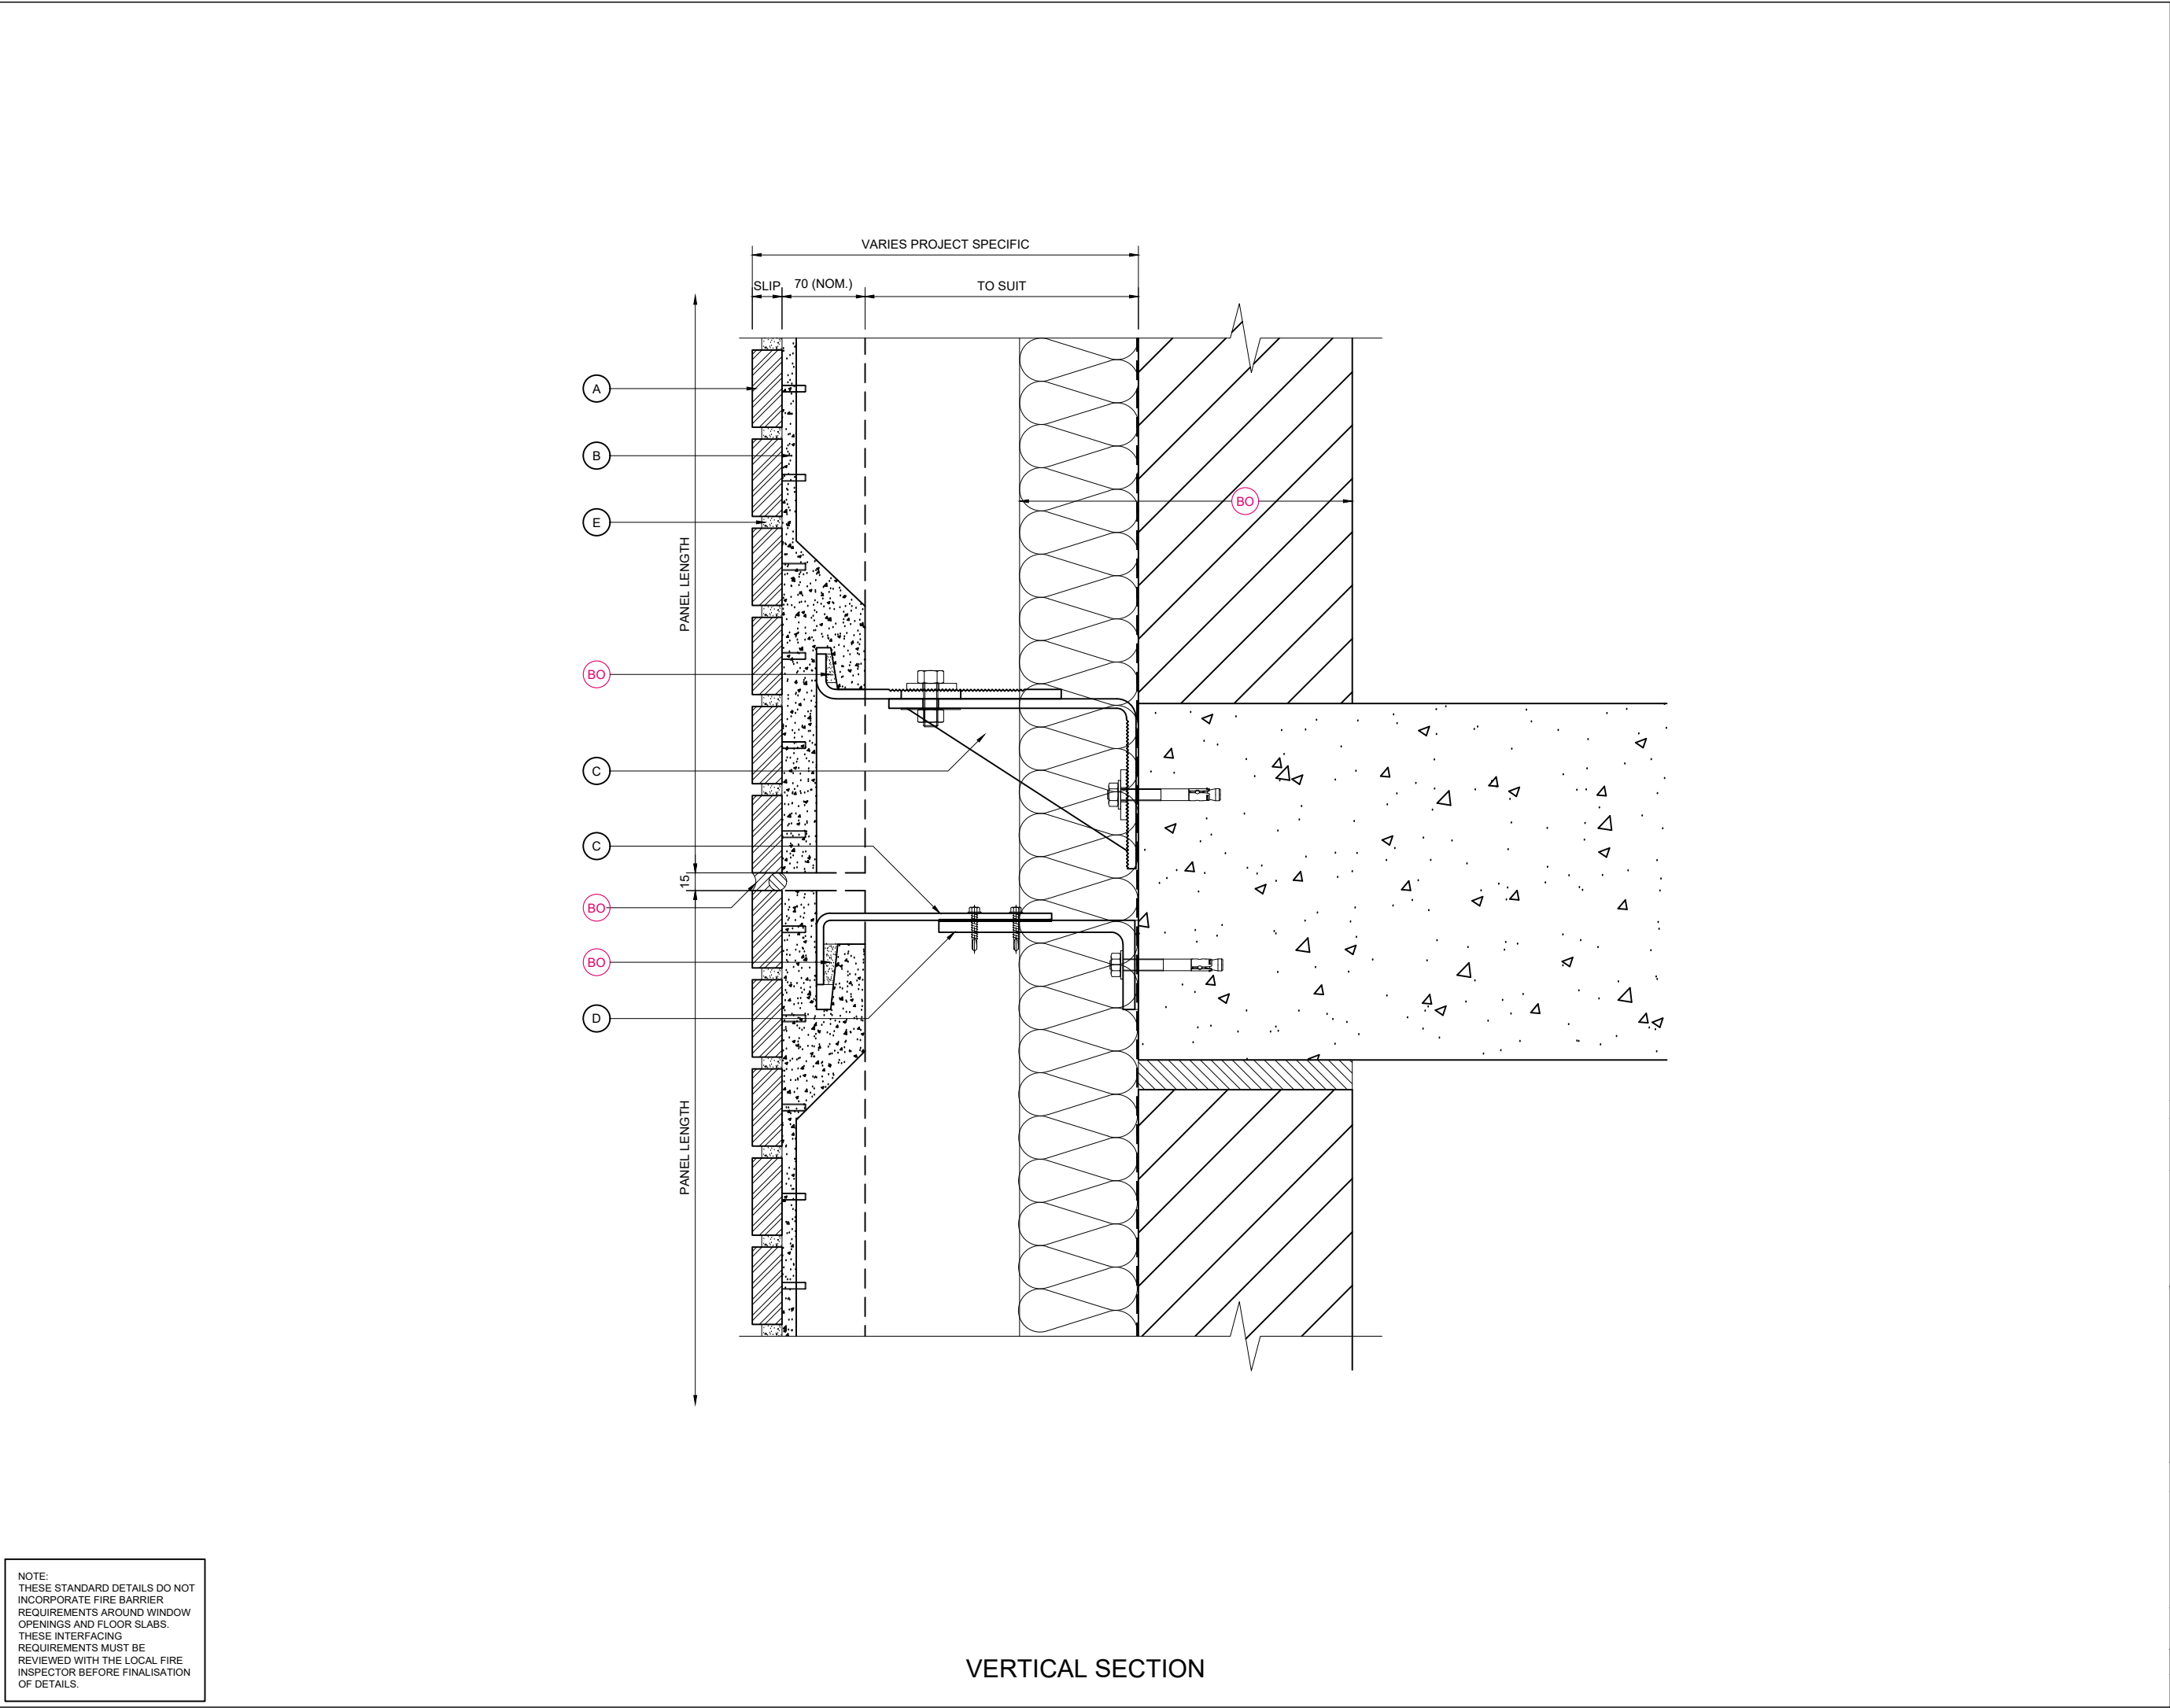 VARIES PROJECT SPECIFIC
SLIP
70 (NOM.)
TO SUIT
A
B
BO
E
PANEL LENGTH
BO
C
C
15
BO
BO
D
PANEL LENGTH
NOTE:
THESE STANDARD DETAILS DO NOT
INCORPORATE FIRE BARRIER
REQUIREMENTS AROUND WINDOW
OPENINGS AND FLOOR SLABS.
THESE INTERFACING
REQUIREMENTS MUST BE
REVIEWED WITH THE LOCAL FIRE
INSPECTOR BEFORE FINALISATION
OF DETAILS.
VERTICAL SECTION